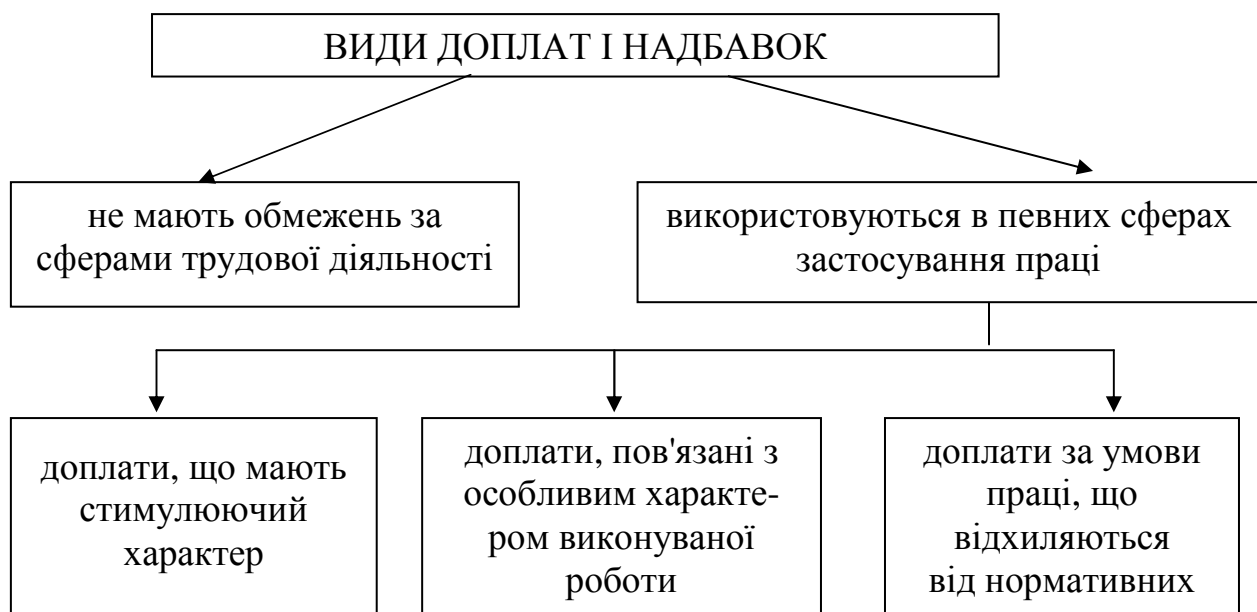 ВИДИ ДОПЛАТ І НАДБАВОК
не мають обмежень за
сферами трудової діяльності
використовуються в певних сферах
застосування праці
доплати, що мають
стимулюючий
характер
доплати, пов'язані з
особливим характе-
ром виконуваної
роботи
доплати за умови
праці, що
відхиляються
від нормативних